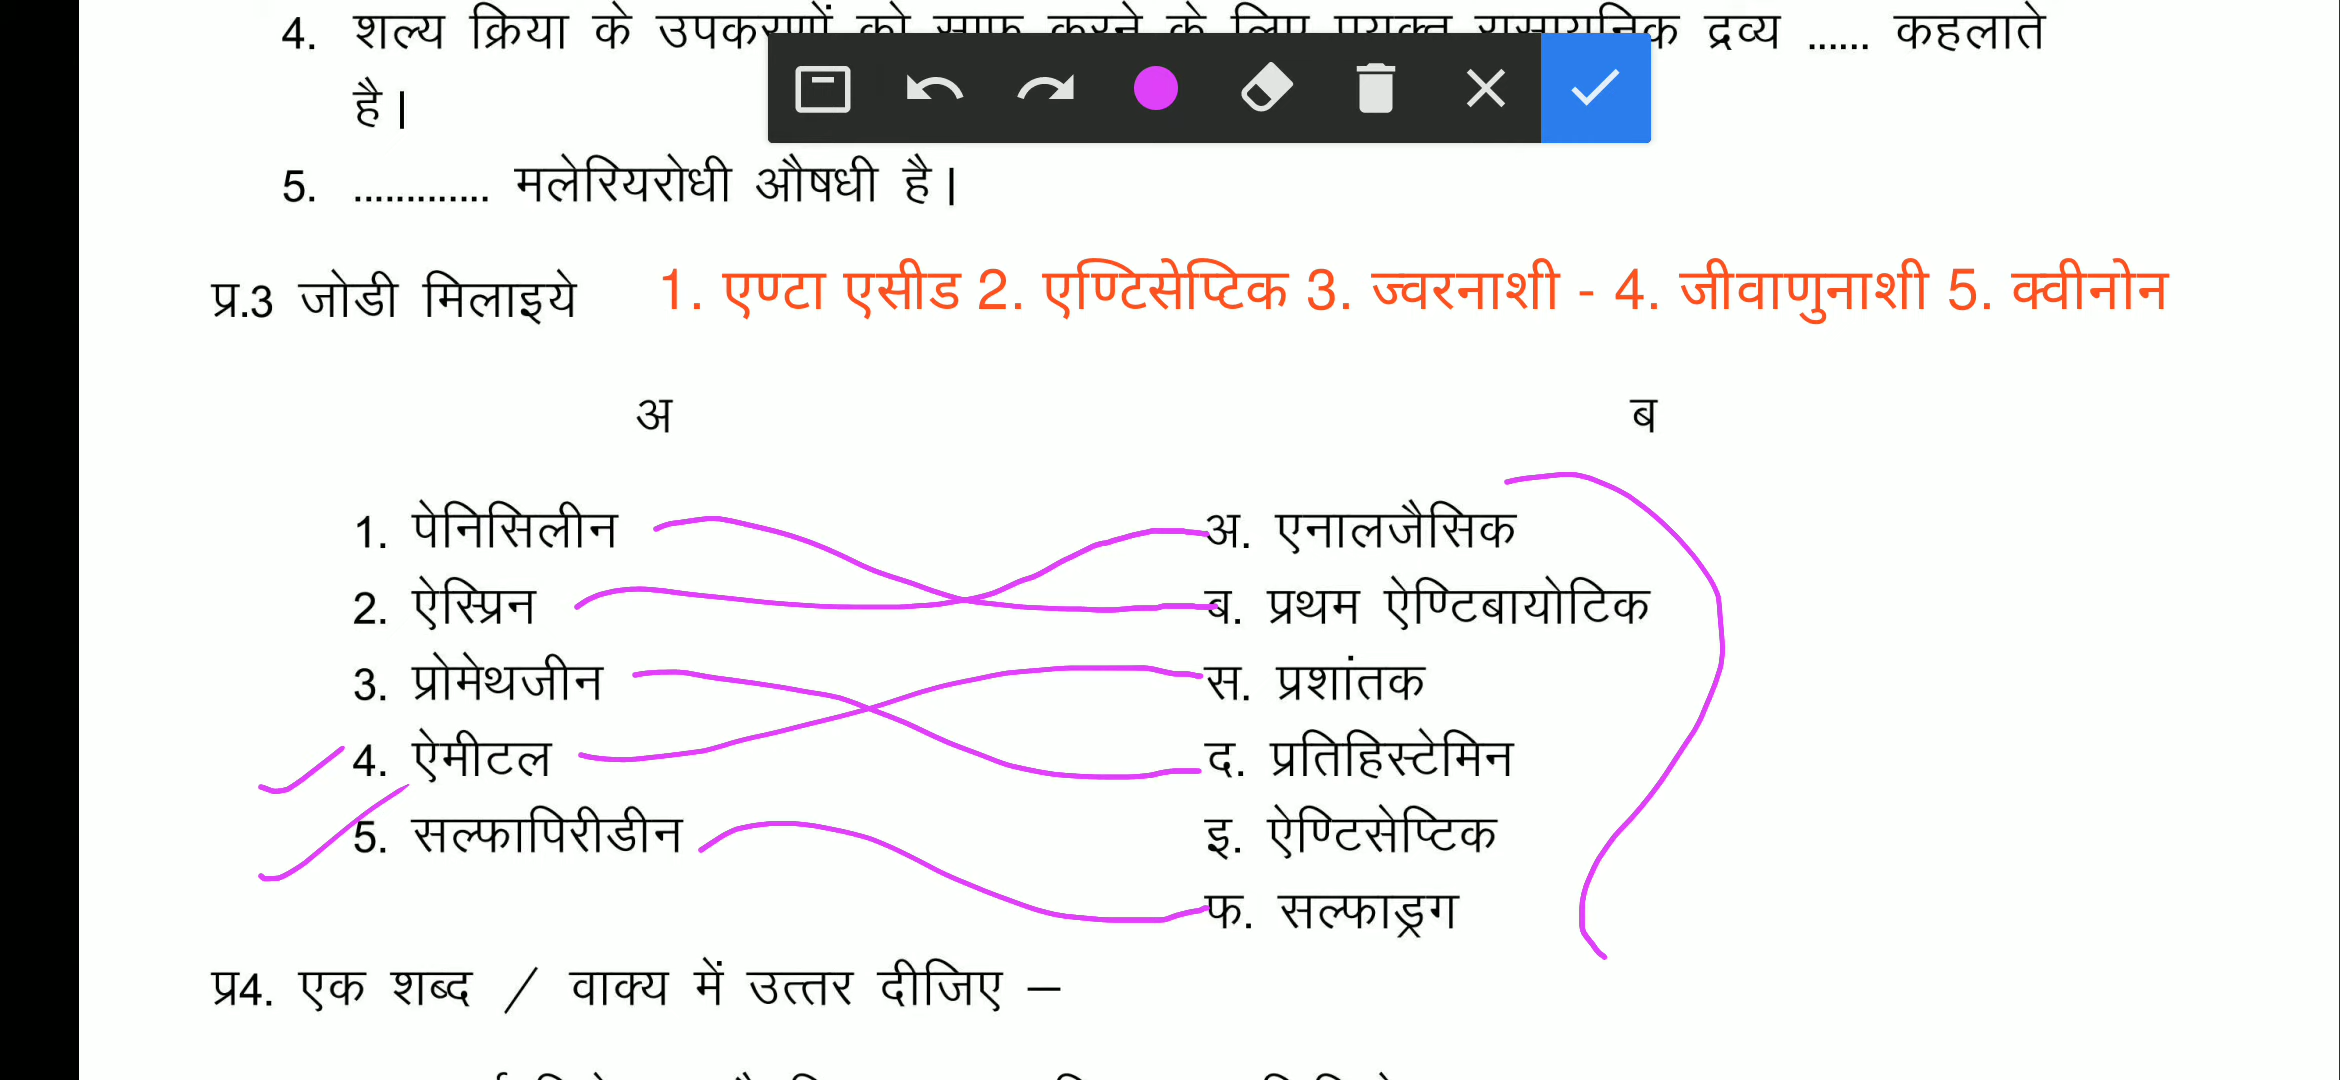 4. शल्य क्रिया के उपकरणों को साफ करने के लिए प्रयुक्त रासायनिक द्रव्य ...... कहलाते
है।
5. ............. मलेरियरोधी औषधी है।
प्र.3 जोडी मिलाइये 1. एण्टा एसीड 2. एण्टिसेप्टिक 3. ज्वरनाशी - 4. जीवाणुनाशी 5. क्वीनोन
अ ब
1. पेनिसिलीन अ. एनालजैसिक
2. ऐस्प्रिन ब. प्रथम ऐण्टिबायोटिक
3. प्रोमेथजीन स. प्रशांतक
4. ऐमीटल द. प्रतिहिस्टेमिन
5. सल्फापिरीडीन इ. ऐण्टिसेप्टिक
फ. सल्फाड्रग
प्र4. एक शब्द / वाक्य में उत्तर दीजिए –